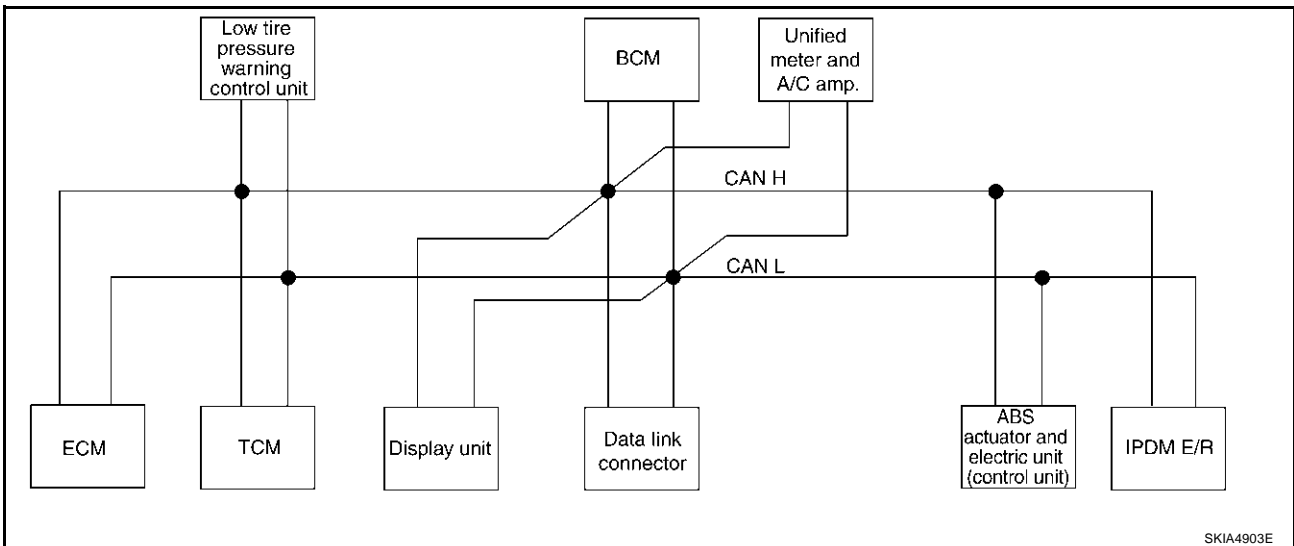 Low tire
pressure
warning
control unit
BCM
Unified
meter and
A/C amp.
CAN H
CAN L
ECM
TCM
Display unit
Data link
connector
ABS
actuator and
electric unit
(control unit)
IPDM E/R
SKIA4903E